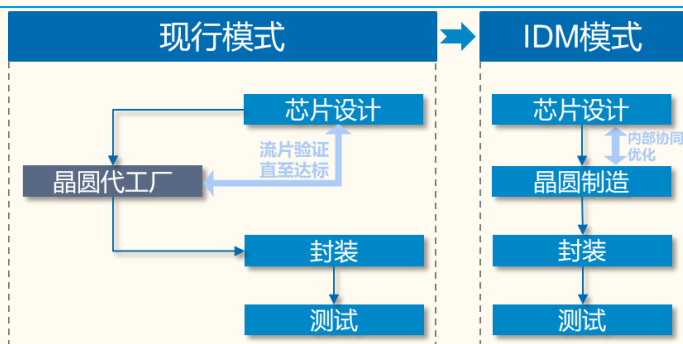 现行模式
IDM模式
芯片设计
流片验证
直至达标
晶圆代工厂
封装
测试
芯片设计
内部协同
优化
晶圆制造
封装
测试